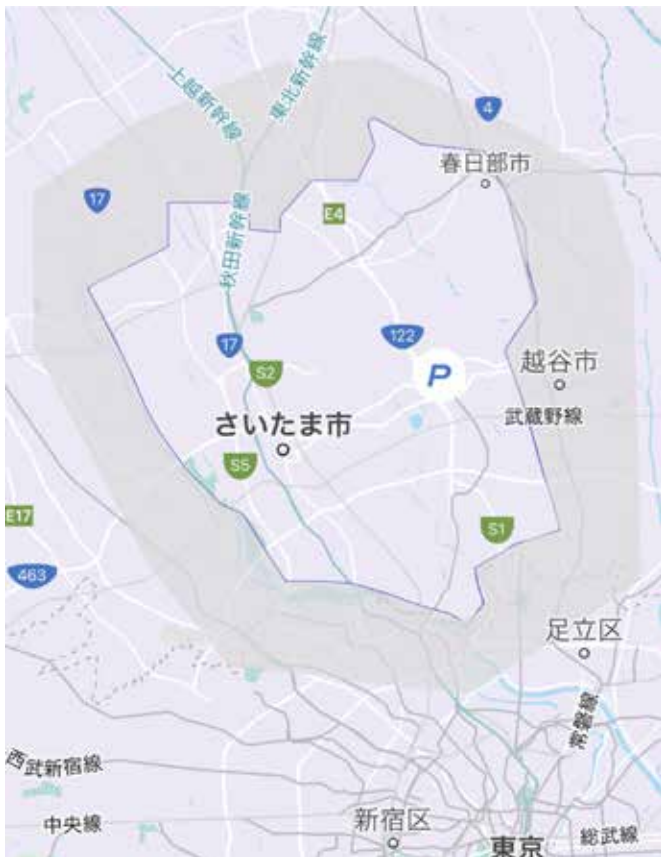 上越新幹線
東北新幹線
4
春日部市
17
E4
秋田新幹線
122
17
S2
P
越谷市
武蔵野線
さいたま市
S5
E17
S1
463
足立区
常磐線
西武新宿線
中央線
新宿区
東京
総武線